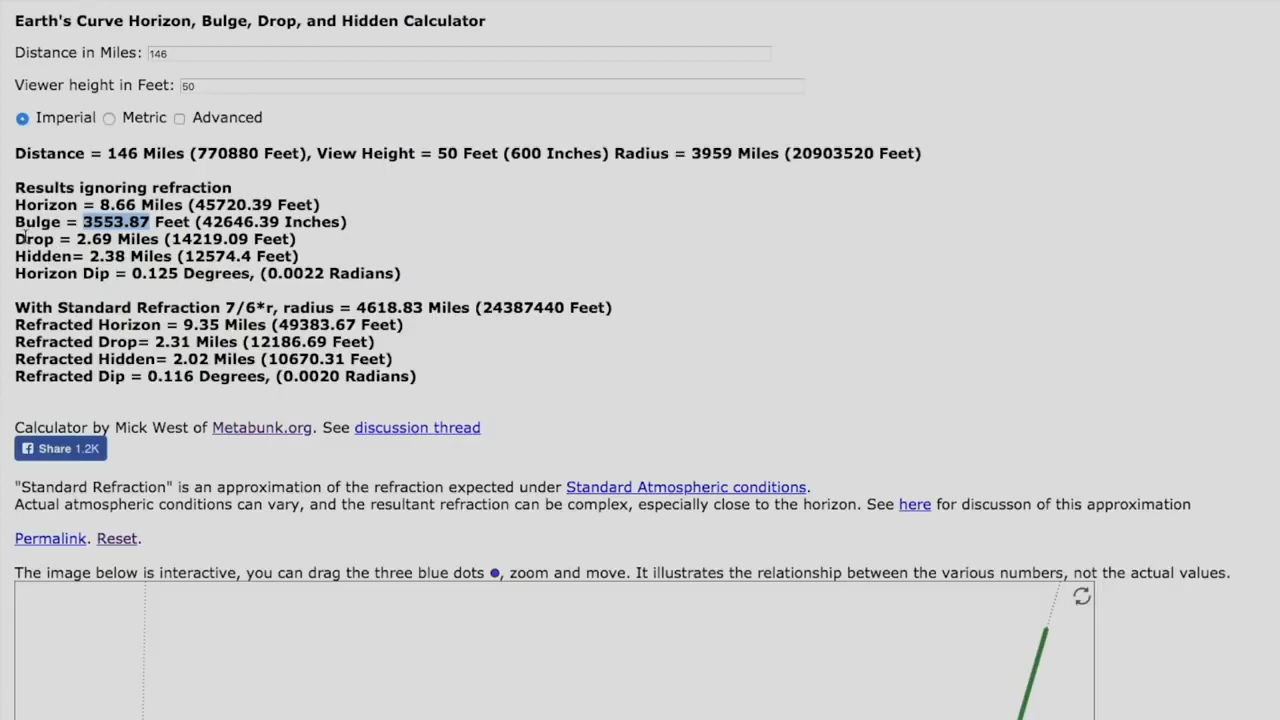 Earth's Curve Horizon, Bulge, Drop, and Hidden Calculator
Distance in Miles: 146
Viewer height in Feet: 50
Imperial Metric Advanced
Distance = 146 Miles (770880 Feet), View Height = 50 Feet (600 Inches) Radius = 3959 Miles (20903520 Feet)
Results ignoring refraction
Horizon = 8.66 Miles (45720.39 Feet)
Bulge = 3553.87 Feet (42646.39 Inches)
Drop = 2.69 Miles (14219.09 Feet)
Hidden= 2.38 Miles (12574.4 Feet)
Horizon Dip = 0.125 Degrees, (0.0022 Radians)
With Standard Refraction 7/6*r, radius = 4618.83 Miles (24387440 Feet)
Refracted Horizon = 9.35 Miles (49383.67 Feet)
Refracted Drop= 2.31 Miles (12186.69 Feet)
Refracted Hidden= 2.02 Miles (10670.31 Feet)
Refracted Dip = 0.116 Degrees, (0.0020 Radians)
Calculator by Mick West of Metabunk.org. See discussion thread
Share 1.2K
"Standard Refraction" is an approximation of the refraction expected under Standard Atmospheric conditions.
Actual atmospheric conditions can vary, and the resultant refraction can be complex, especially close to the horizon. See here for discusson of this approximation
Permalink. Reset.
The image below is interactive, you can drag the three blue dots , zoom and move. It illustrates the relationship between the various numbers, not the actual values.